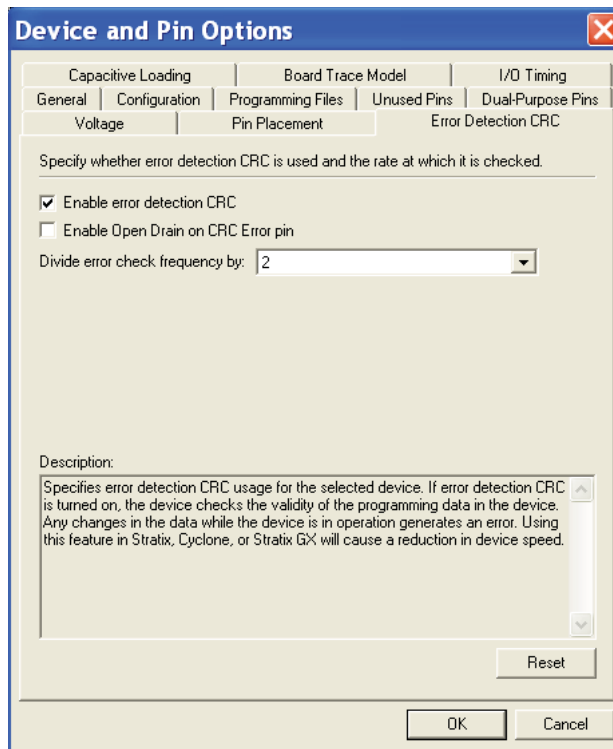 Device and Pin Options
Capacitive Loading Board Trace Model I/O Timing
General Configuration Programming Files Unused Pins Dual-Purpose Pins
Voltage Pin Placement Error Detection CRC
Specify whether error detection CRC is used and the rate at which it is checked.
Enable error detection CRC
Enable Open Drain on CRC Error pin
Divide error check frequency by: 2
Description:
Specifies error detection CRC usage for the selected device. If error detection CRC
is turned on, the device checks the validity of the programming data in the device.
Any changes in the data while the device is in operation generates an error. Using
this feature in Stratix, Cyclone, or Stratix GX will cause a reduction in device speed.
Reset
OK Cancel